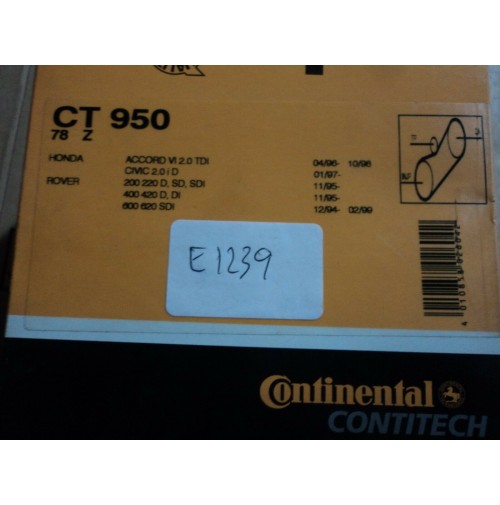 CT 950
78 Z
HONDA ACCORD VI 2.0 TDI 04/96- 10/98
CIVIC 2.0 i D 01/97-
ROVER 200 220 D, SD, SDI 11/95-
400 420 D, DI 11/95-
600 620 SDI 12/94- 02/99
E1239
Continental
CONTITECH